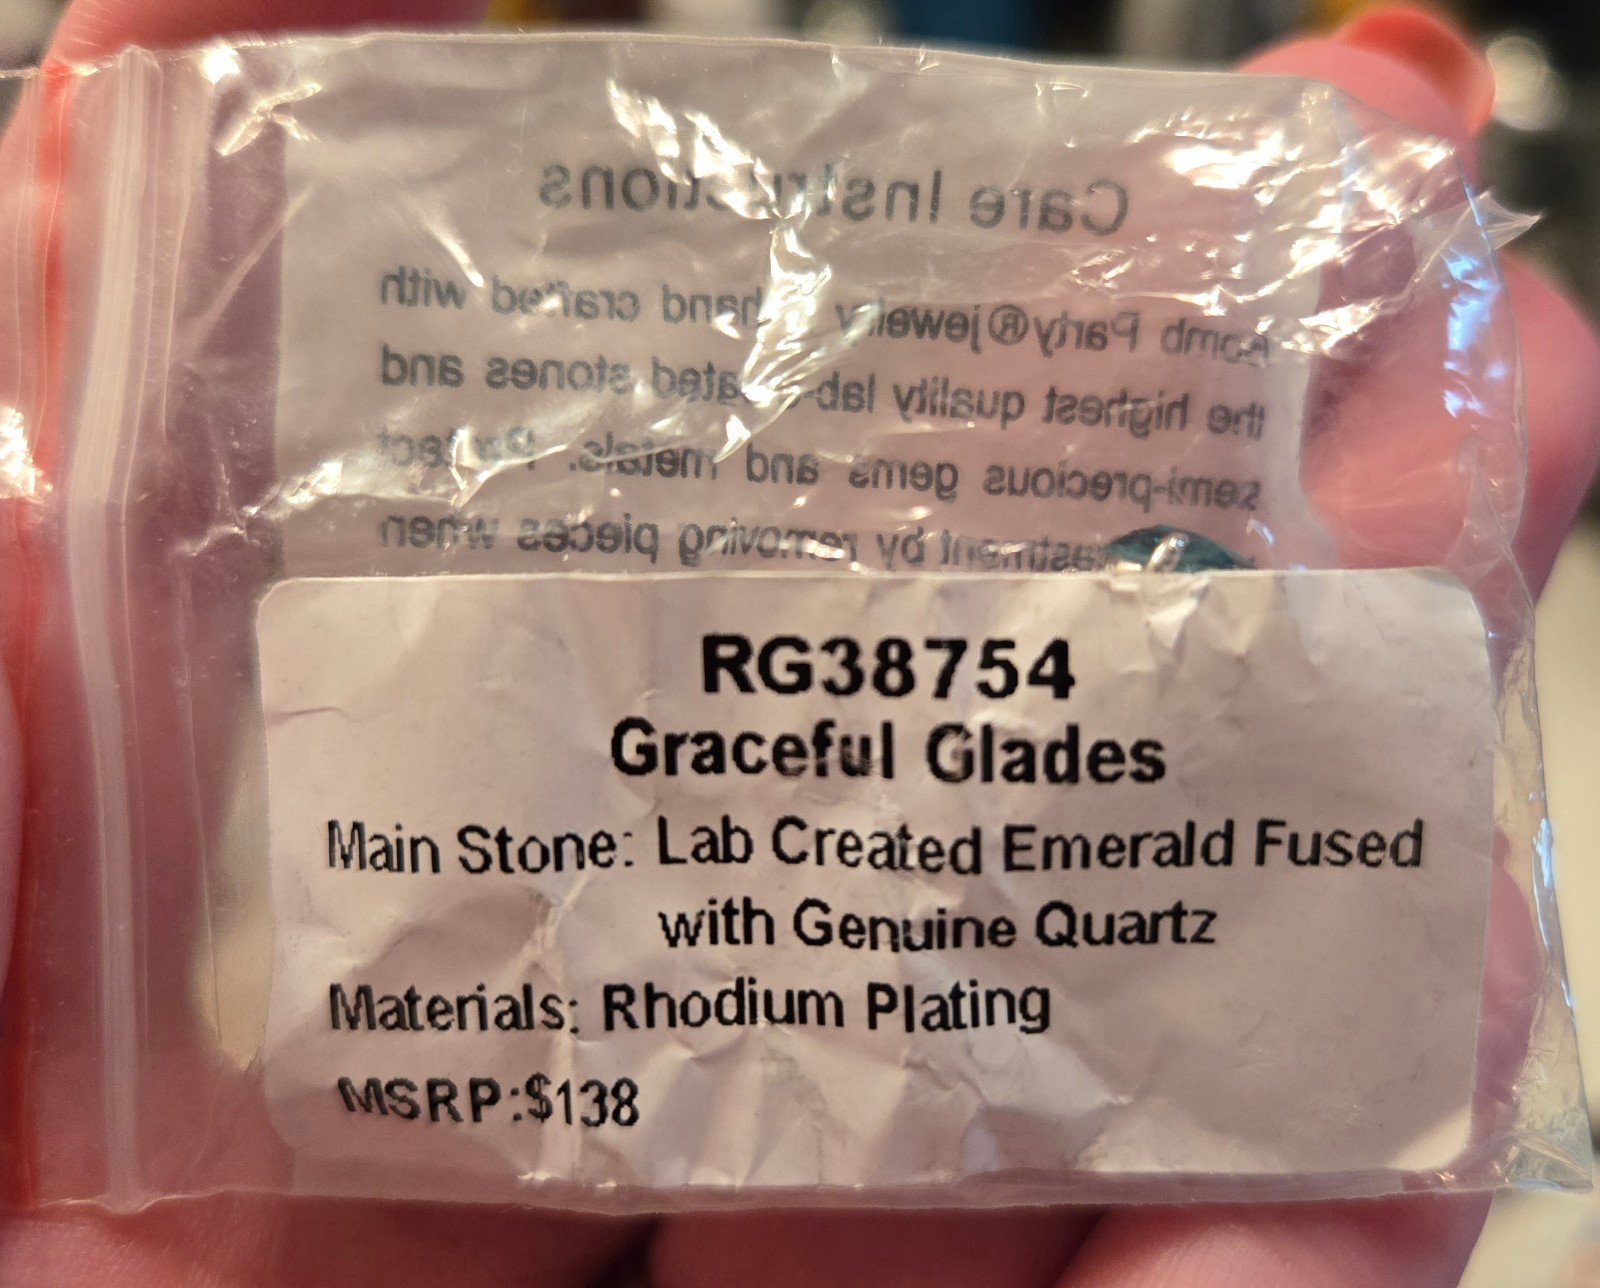 Care Instructions
Bomb Party® jewelry hand crafted with
the highest quality lab-created stones and
semi-precious gems and metals. Protect
investment by removing pieces when
RG38754
Graceful Glades
Main Stone: Lab Created Emerald Fused
with Genuine Quartz
Materials: Rhodium Plating
MSRP:$138